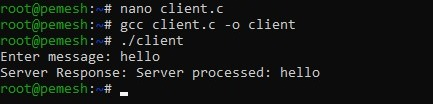 root@pemesh:~# nano client.c
root@pemesh:~# gcc client.c -o client
root@pemesh:~# ./client
Enter message: hello
Server Response: Server processed: hello
root@pemesh:~#